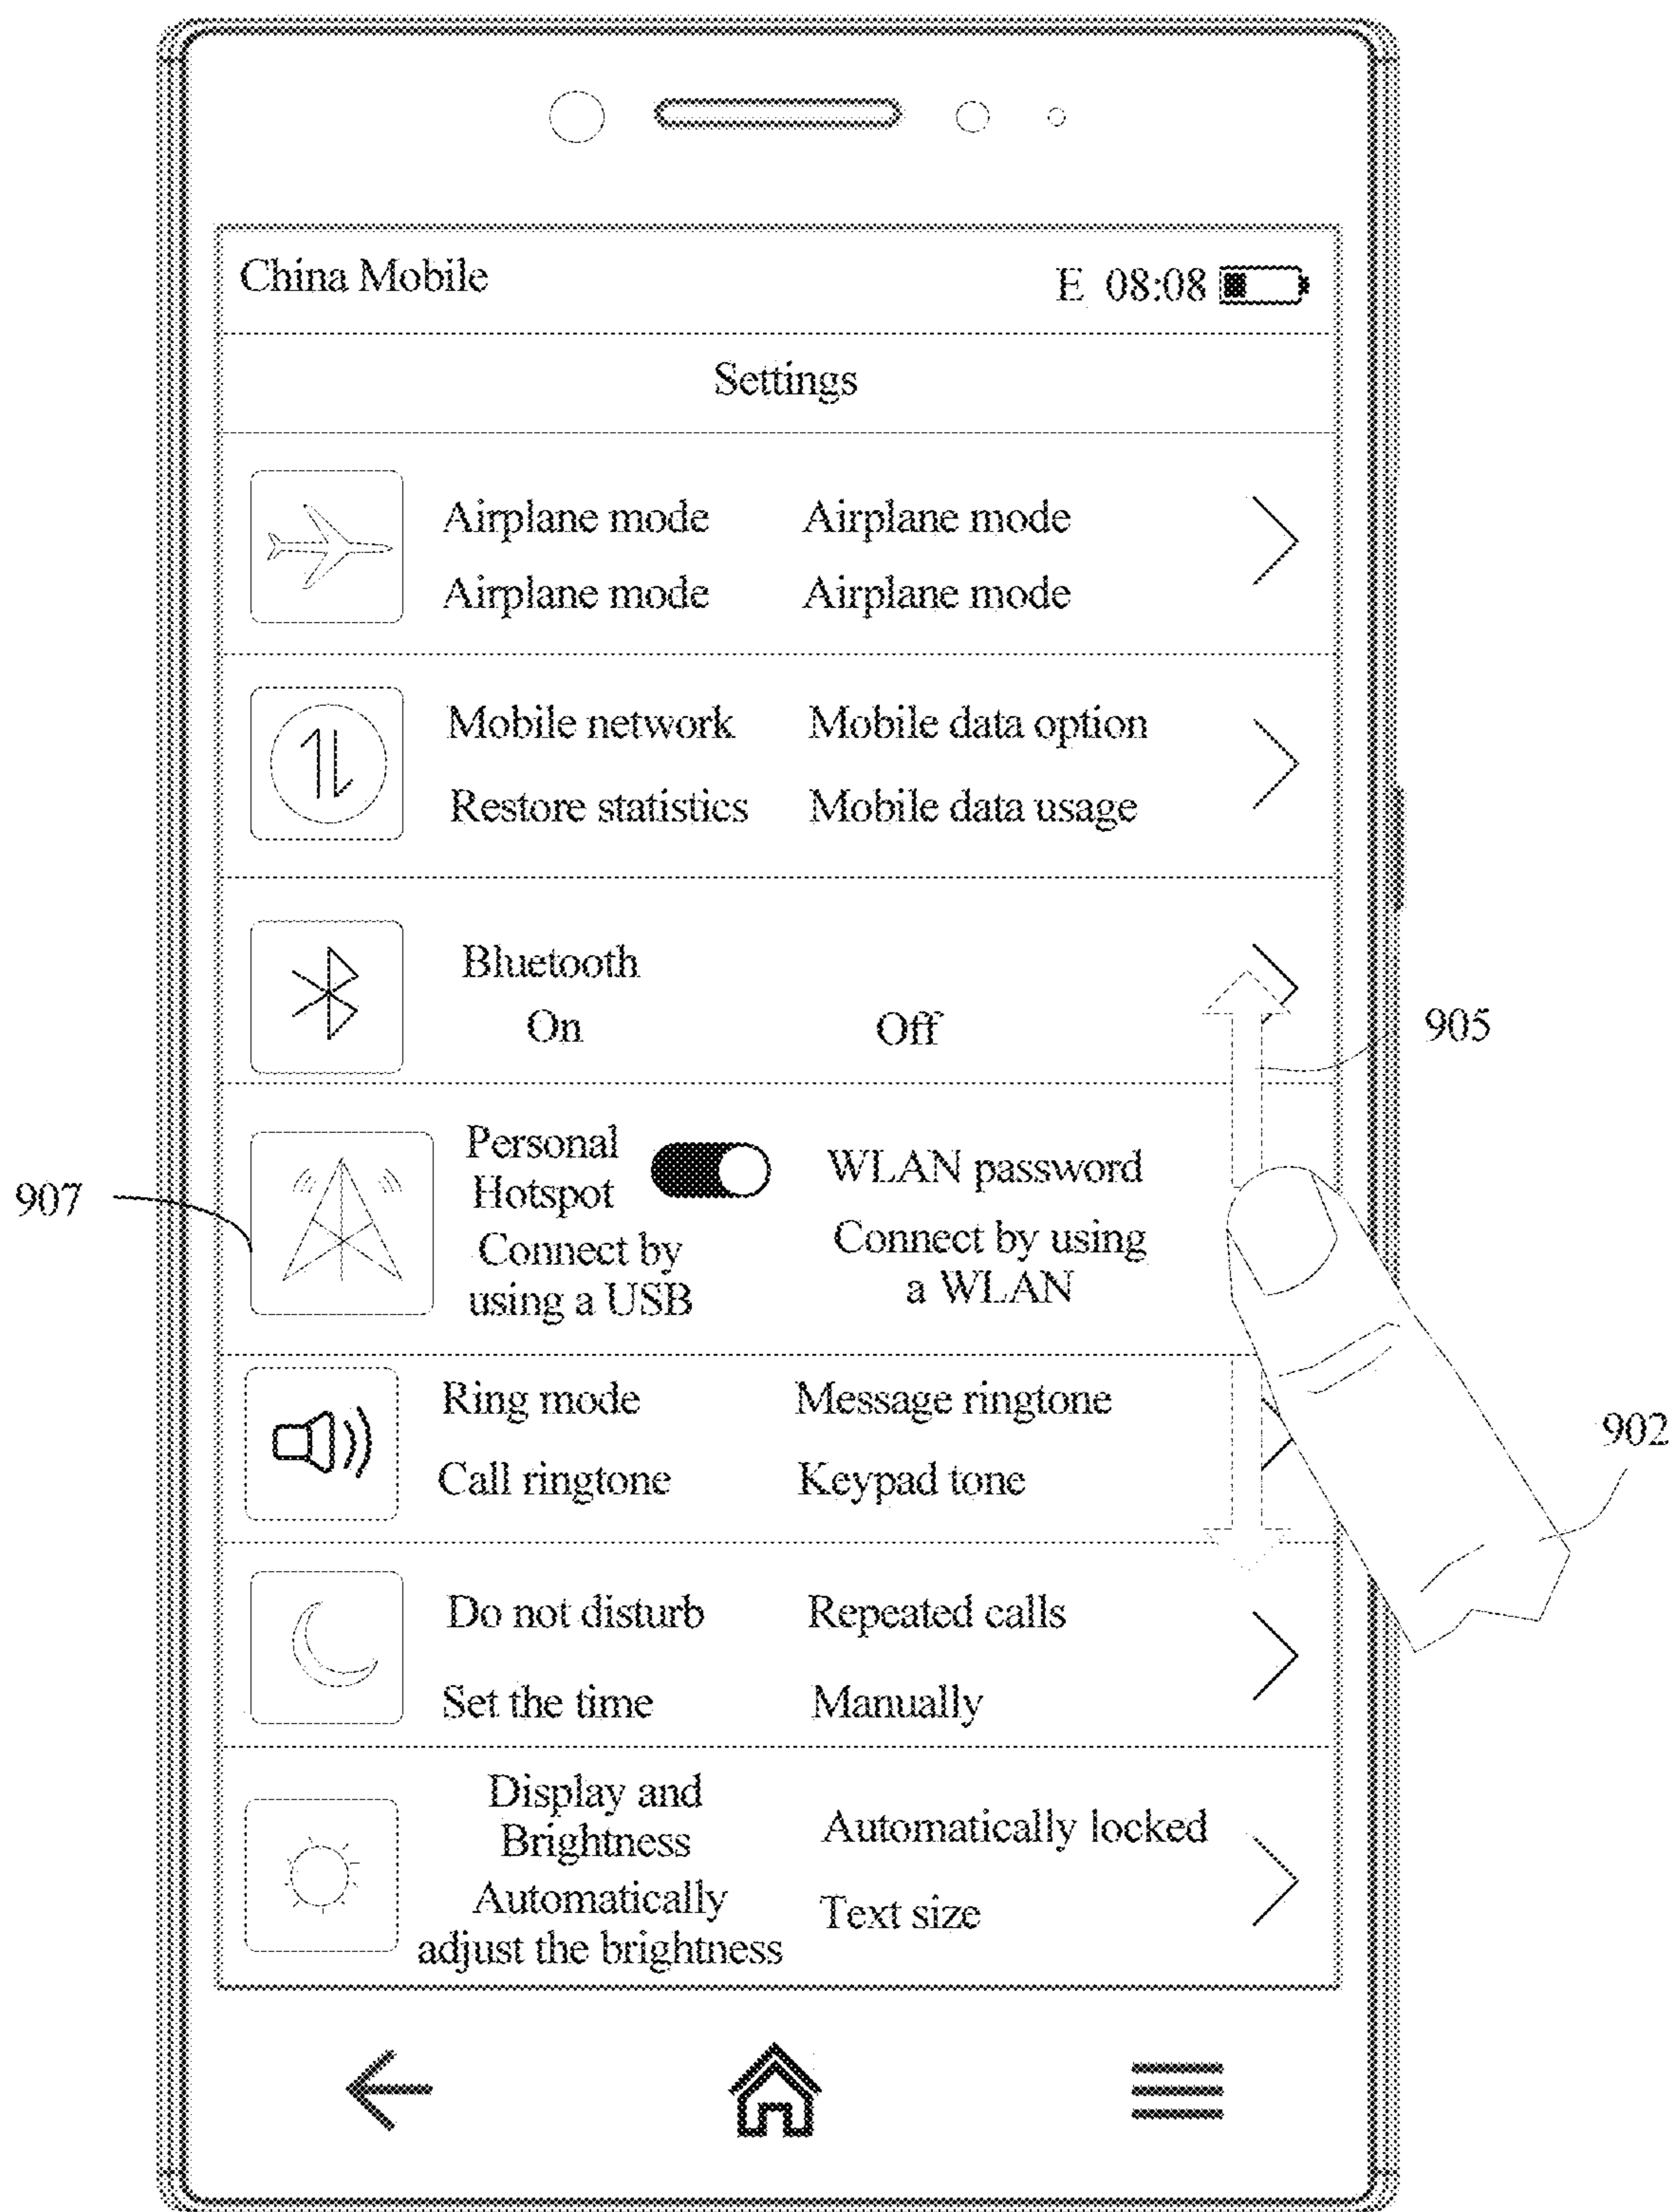 China Mobile
E 08:08
Settings
Airplane mode Airplane mode
Airplane mode Airplane mode
Mobile network Mobile data option
Restore statistics Mobile data usage
Bluetooth
On Off
905
Personal
Hotspot
WLAN password
907
Connect by
using a USB
Connect by using
a WLAN
Ring mode Message ringtone
902
Call ringtone Keypad tone
Do not disturb Repeated calls
Set the time Manually
Display and
Brightness
Automatically locked
Automatically
adjust the brightness
Text size